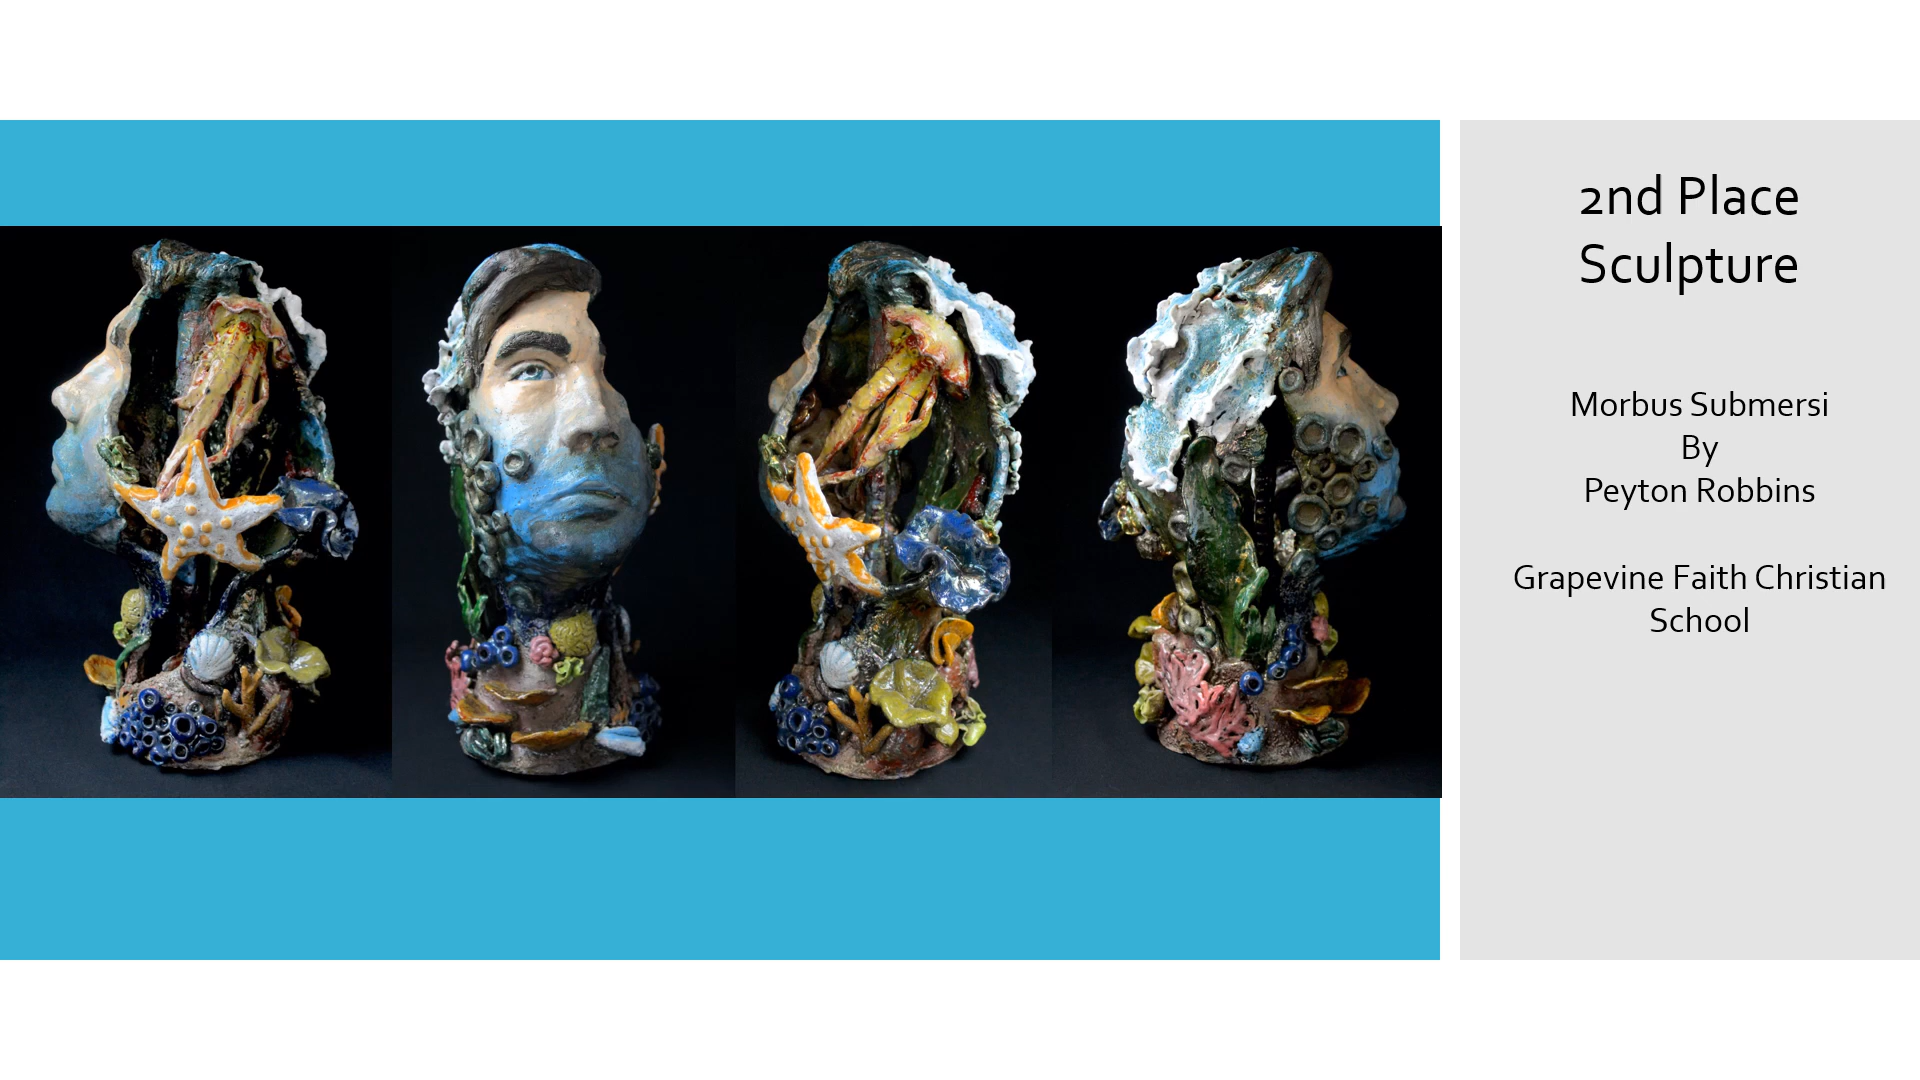 2nd Place
Sculpture
Morbus Submersi
By
Peyton Robbins
Grapevine Faith Christian
School